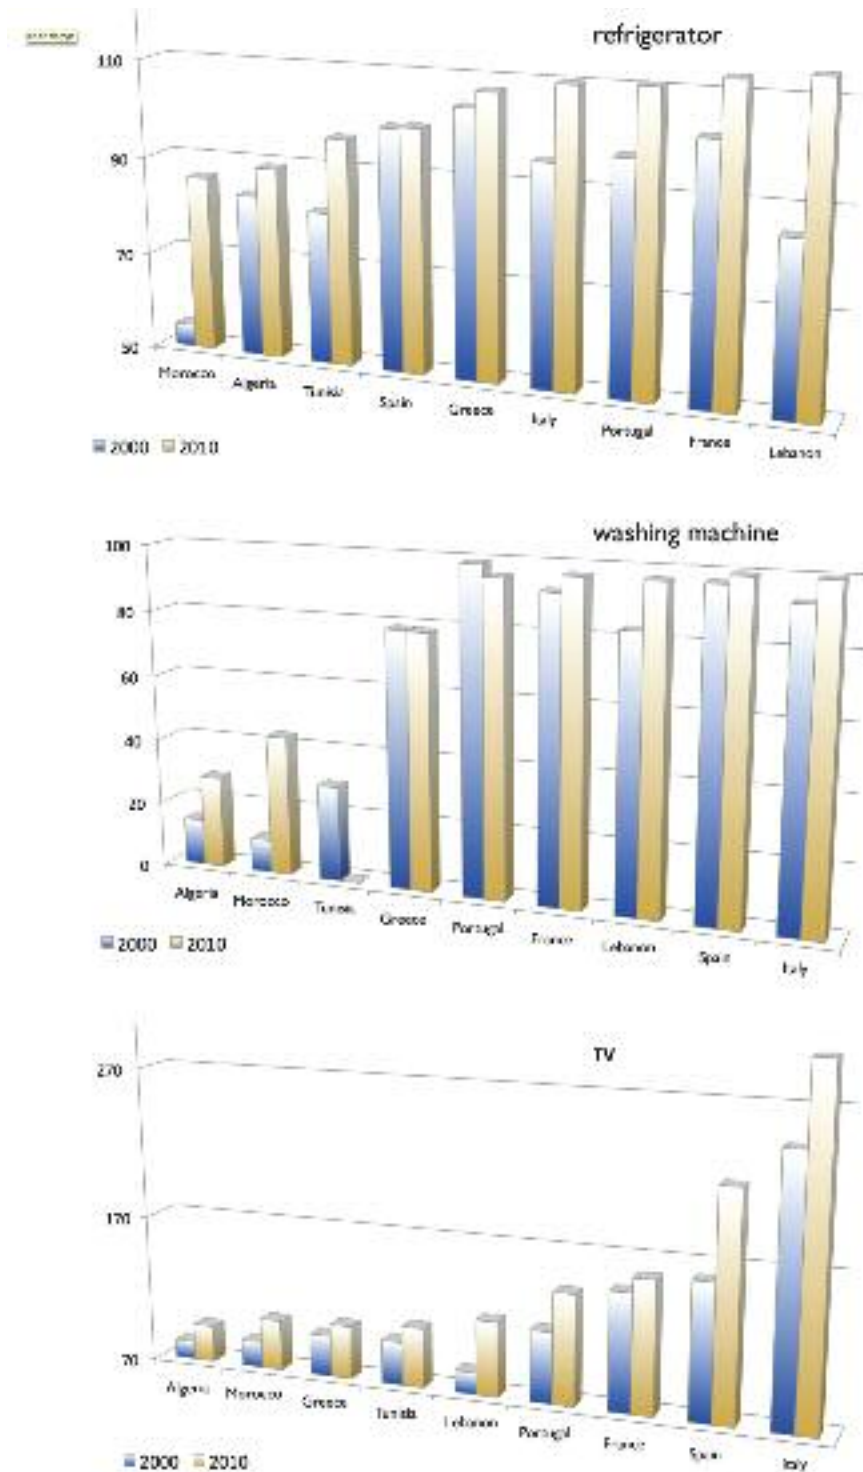 refrigerator
110
90
70
50
Morocco
Algeria
Tunisia
Spain
Greece
Italy
Portugal
France
Lebanon
2000 2010
washing machine
100
80
60
40
20
0
Algeria
Morocco
Tunisia
Greece
Portugal
France
Lebanon
Spain
Italy
2000 2010
TV
270
170
70
Algeria
Morocco
Greece
Tunisia
Lebanon
Portugal
France
Spain
Italy
2000 2010